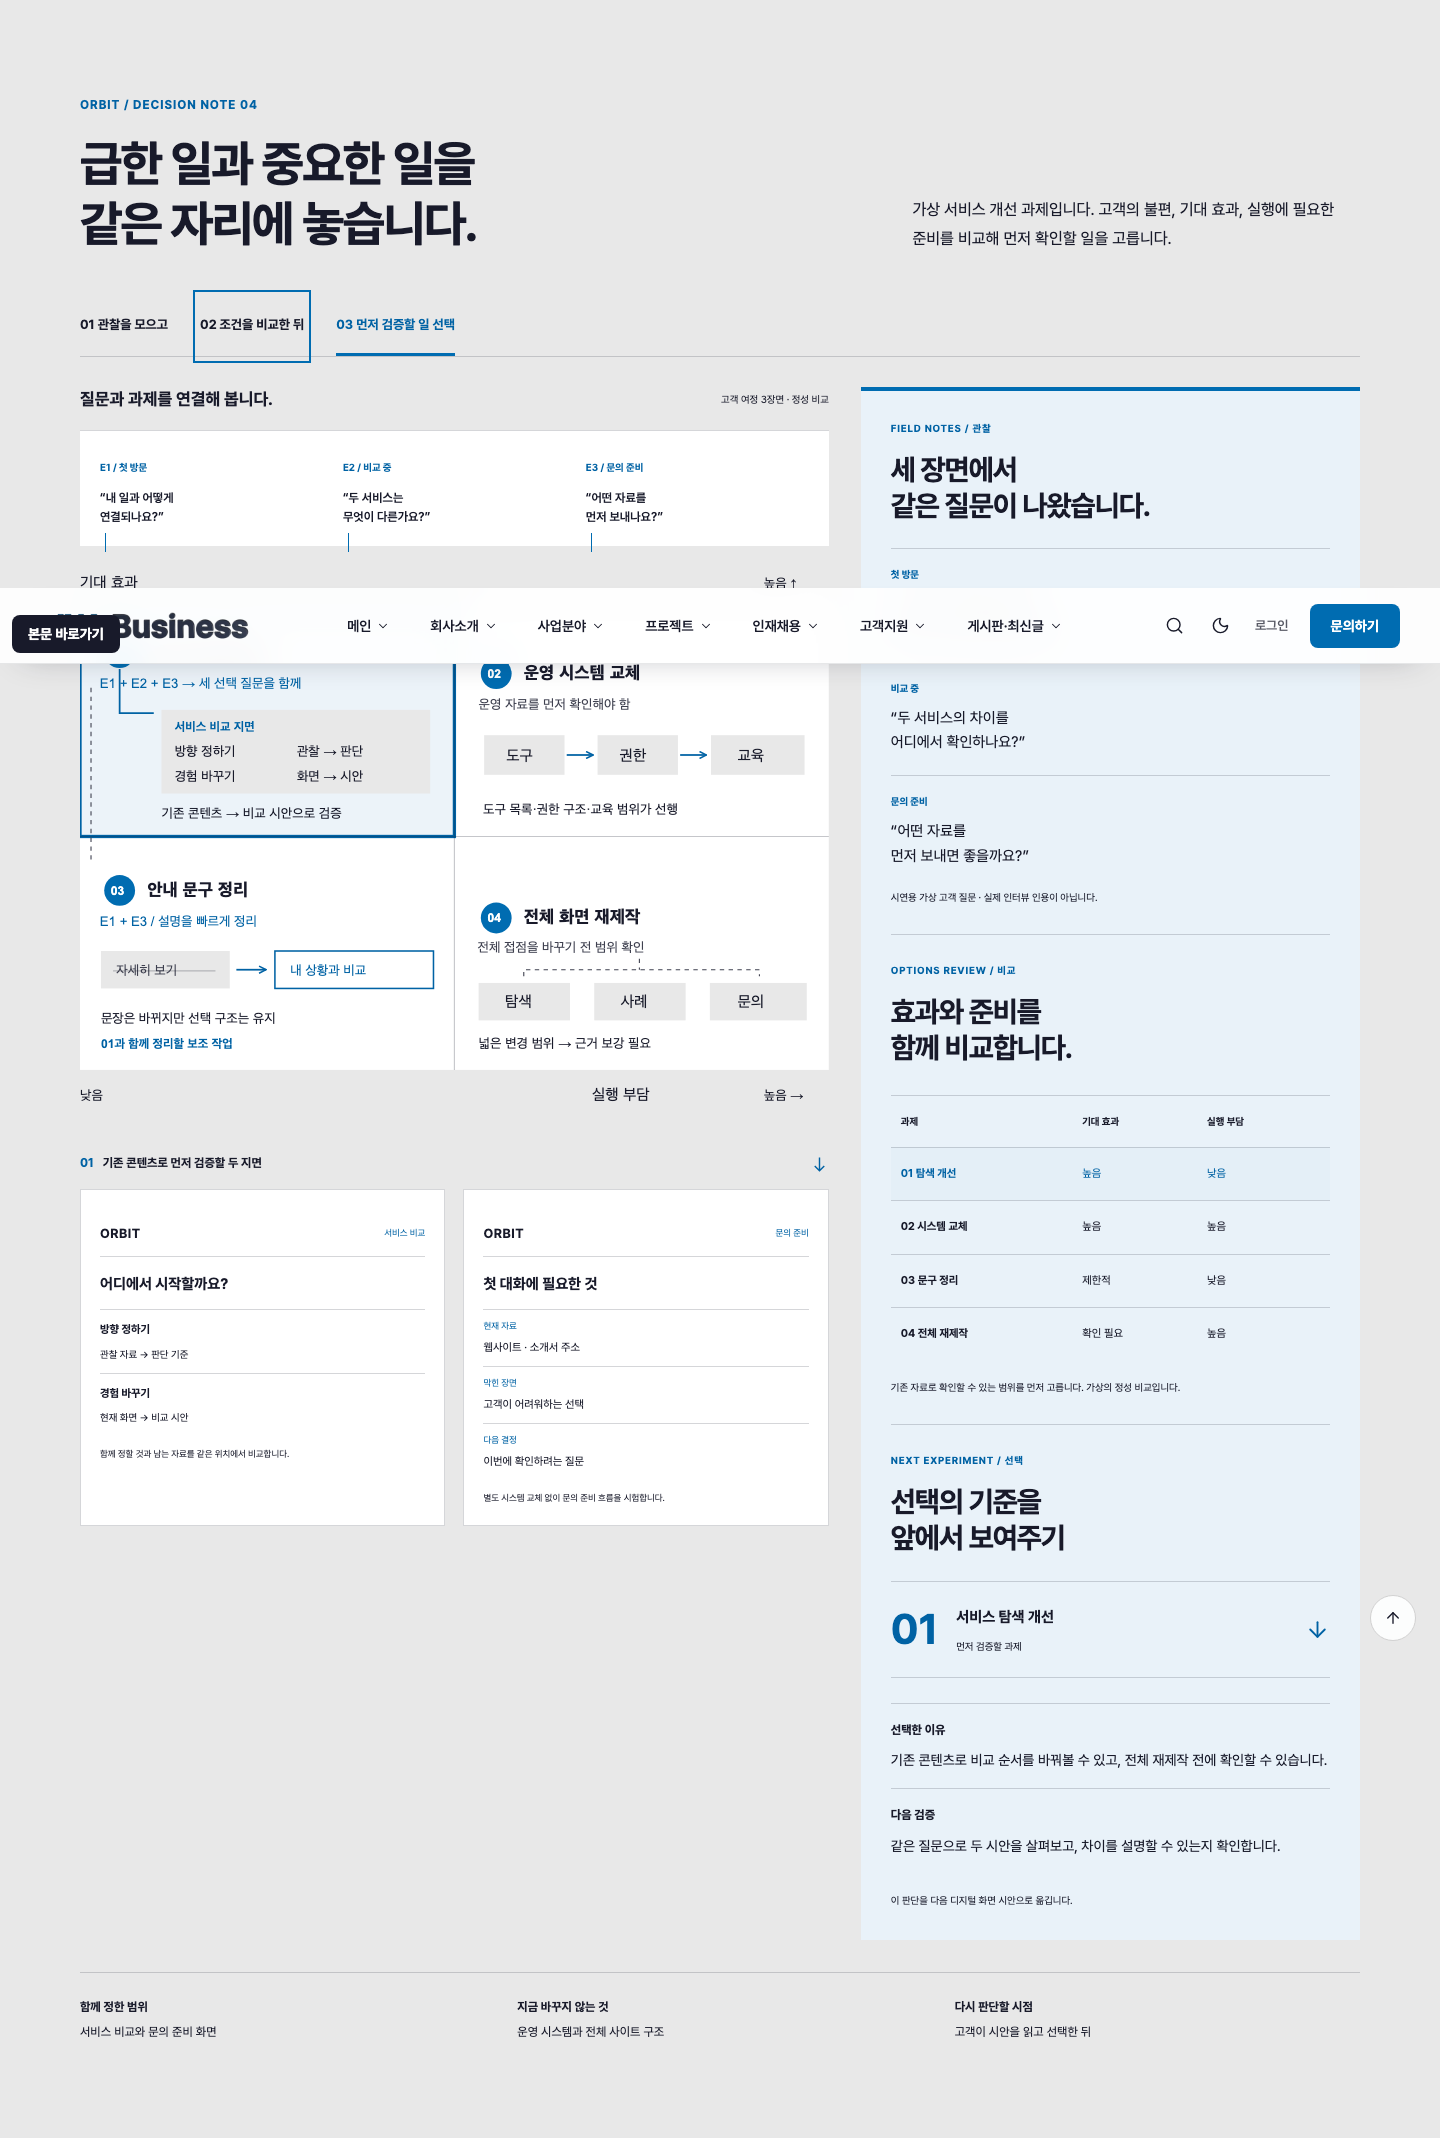 ORBIT / DECISION NOTE 04
급한 일과 중요한 일을
같은 자리에 놓습니다.
가상 서비스 개선 과제입니다. 고객의 불편, 기대 효과, 실행에 필요한
준비를 비교해 먼저 확인할 일을 고릅니다.
01 관찰을 모으고
02 조건을 비교한 뒤
03 먼저 검증할 일 선택
질문과 과제를 연결해 봅니다.
고객 여정 3장면 · 정성 비교
E1 / 첫 방문
“내 일과 어떻게
연결되나요?”
E2 / 비교 중
“두 서비스는
무엇이 다른가요?”
E3 / 문의 준비
“어떤 자료를
먼저 보내나요?”
기대 효과
높음 ↑
본문 바로가기
Business
메인
회사소개
사업분야
프로젝트
인재채용
고객지원
게시판·최신글
로그인
문의하기
E1 + E2 + E3 → 세 선택 질문을 함께
서비스 비교 지면
방향 정하기
관찰 → 판단
경험 바꾸기
화면 → 시안
기존 콘텐츠 → 비교 시안으로 검증
02
운영 시스템 교체
운영 자료를 먼저 확인해야 함
도구
권한
교육
도구 목록·권한 구조·교육 범위가 선행
03
안내 문구 정리
E1 + E3 / 설명을 빠르게 정리
자세히 보기
내 상황과 비교
문장은 바뀌지만 선택 구조는 유지
01과 함께 정리할 보조 작업
04
전체 화면 재제작
전체 접점을 바꾸기 전 범위 확인
탐색
사례
문의
넓은 변경 범위 → 근거 보강 필요
낮음
실행 부담
높음 →
01 기존 콘텐츠로 먼저 검증할 두 지면
↓
ORBIT
서비스 비교
어디에서 시작할까요?
방향 정하기
관찰 자료 → 판단 기준
경험 바꾸기
현재 화면 → 비교 시안
함께 정할 것과 남는 자료를 같은 위치에서 비교합니다.
ORBIT
문의 준비
첫 대화에 필요한 것
현재 자료
웹사이트 · 소개서 주소
막힌 장면
고객이 어려워하는 선택
다음 결정
이번에 확인하려는 질문
별도 시스템 교체 없이 문의 준비 흐름을 시험합니다.
FIELD NOTES / 관찰
세 장면에서
같은 질문이 나왔습니다.
첫 방문
비교 중
“두 서비스의 차이를
어디에서 확인하나요?”
문의 준비
“어떤 자료를
먼저 보내면 좋을까요?”
시연용 가상 고객 질문 · 실제 인터뷰 인용이 아닙니다.
OPTIONS REVIEW / 비교
효과와 준비를
함께 비교합니다.
과제
기대 효과
실행 부담
01 탐색 개선
높음
낮음
02 시스템 교체
높음
높음
03 문구 정리
제한적
낮음
04 전체 재제작
확인 필요
높음
기존 자료로 확인할 수 있는 범위를 먼저 고릅니다. 가상의 정성 비교입니다.
NEXT EXPERIMENT / 선택
선택의 기준을
앞에서 보여주기
01
서비스 탐색 개선
먼저 검증할 과제
↓
선택한 이유
기존 콘텐츠로 비교 순서를 바꿔볼 수 있고, 전체 재제작 전에 확인할 수 있습니다.
다음 검증
같은 질문으로 두 시안을 살펴보고, 차이를 설명할 수 있는지 확인합니다.
이 판단을 다음 디지털 화면 시안으로 옮깁니다.
함께 정한 범위
서비스 비교와 문의 준비 화면
지금 바꾸지 않는 것
운영 시스템과 전체 사이트 구조
다시 판단할 시점
고객이 시안을 읽고 선택한 뒤